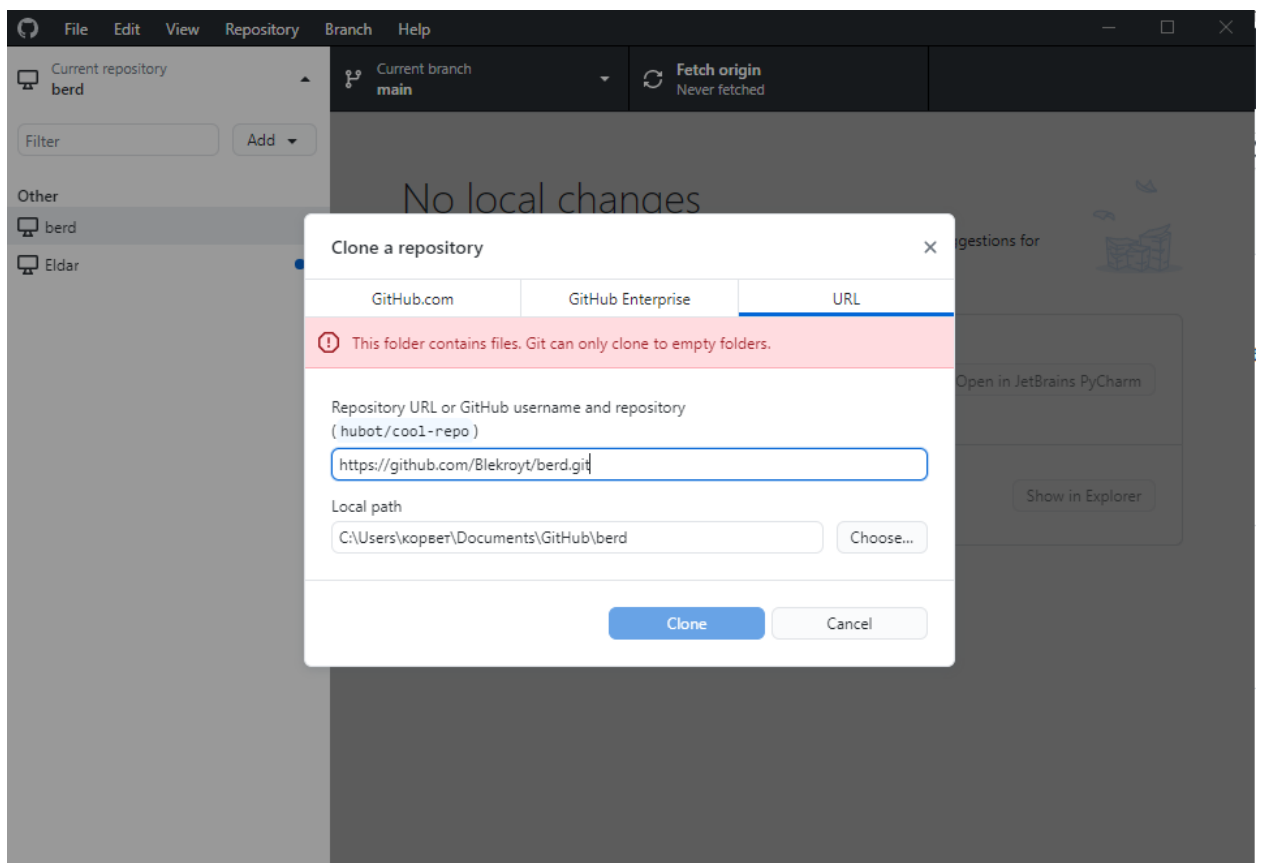 File Edit View Repository Branch Help
Current repository
berd
Current branch
main
Fetch origin
Never fetched
Filter
Add
Other
berd
Eldar
No local changes
gestions for
Open in JetBrains PyCharm
Show in Explorer
Clone a repository
GitHub.com GitHub Enterprise URL
This folder contains files. Git can only clone to empty folders.
Repository URL or GitHub username and repository
(hubot/cool-repo)
https://github.com/Blekroyt/berd.git
Local path
C:\Users\корвет\Documents\GitHub\berd
Choose...
Clone Cancel